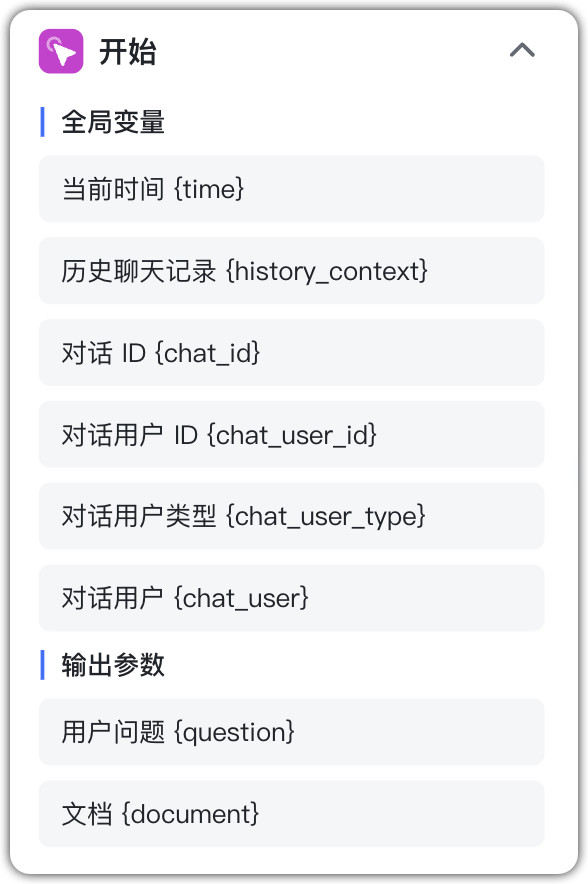 开始
全局变量
当前时间 {time}
历史聊天记录 {history_context}
对话 ID {chat_id}
对话用户 ID {chat_user_id}
对话用户类型 {chat_user_type}
对话用户 {chat_user}
输出参数
用户问题 {question}
文档 {document}